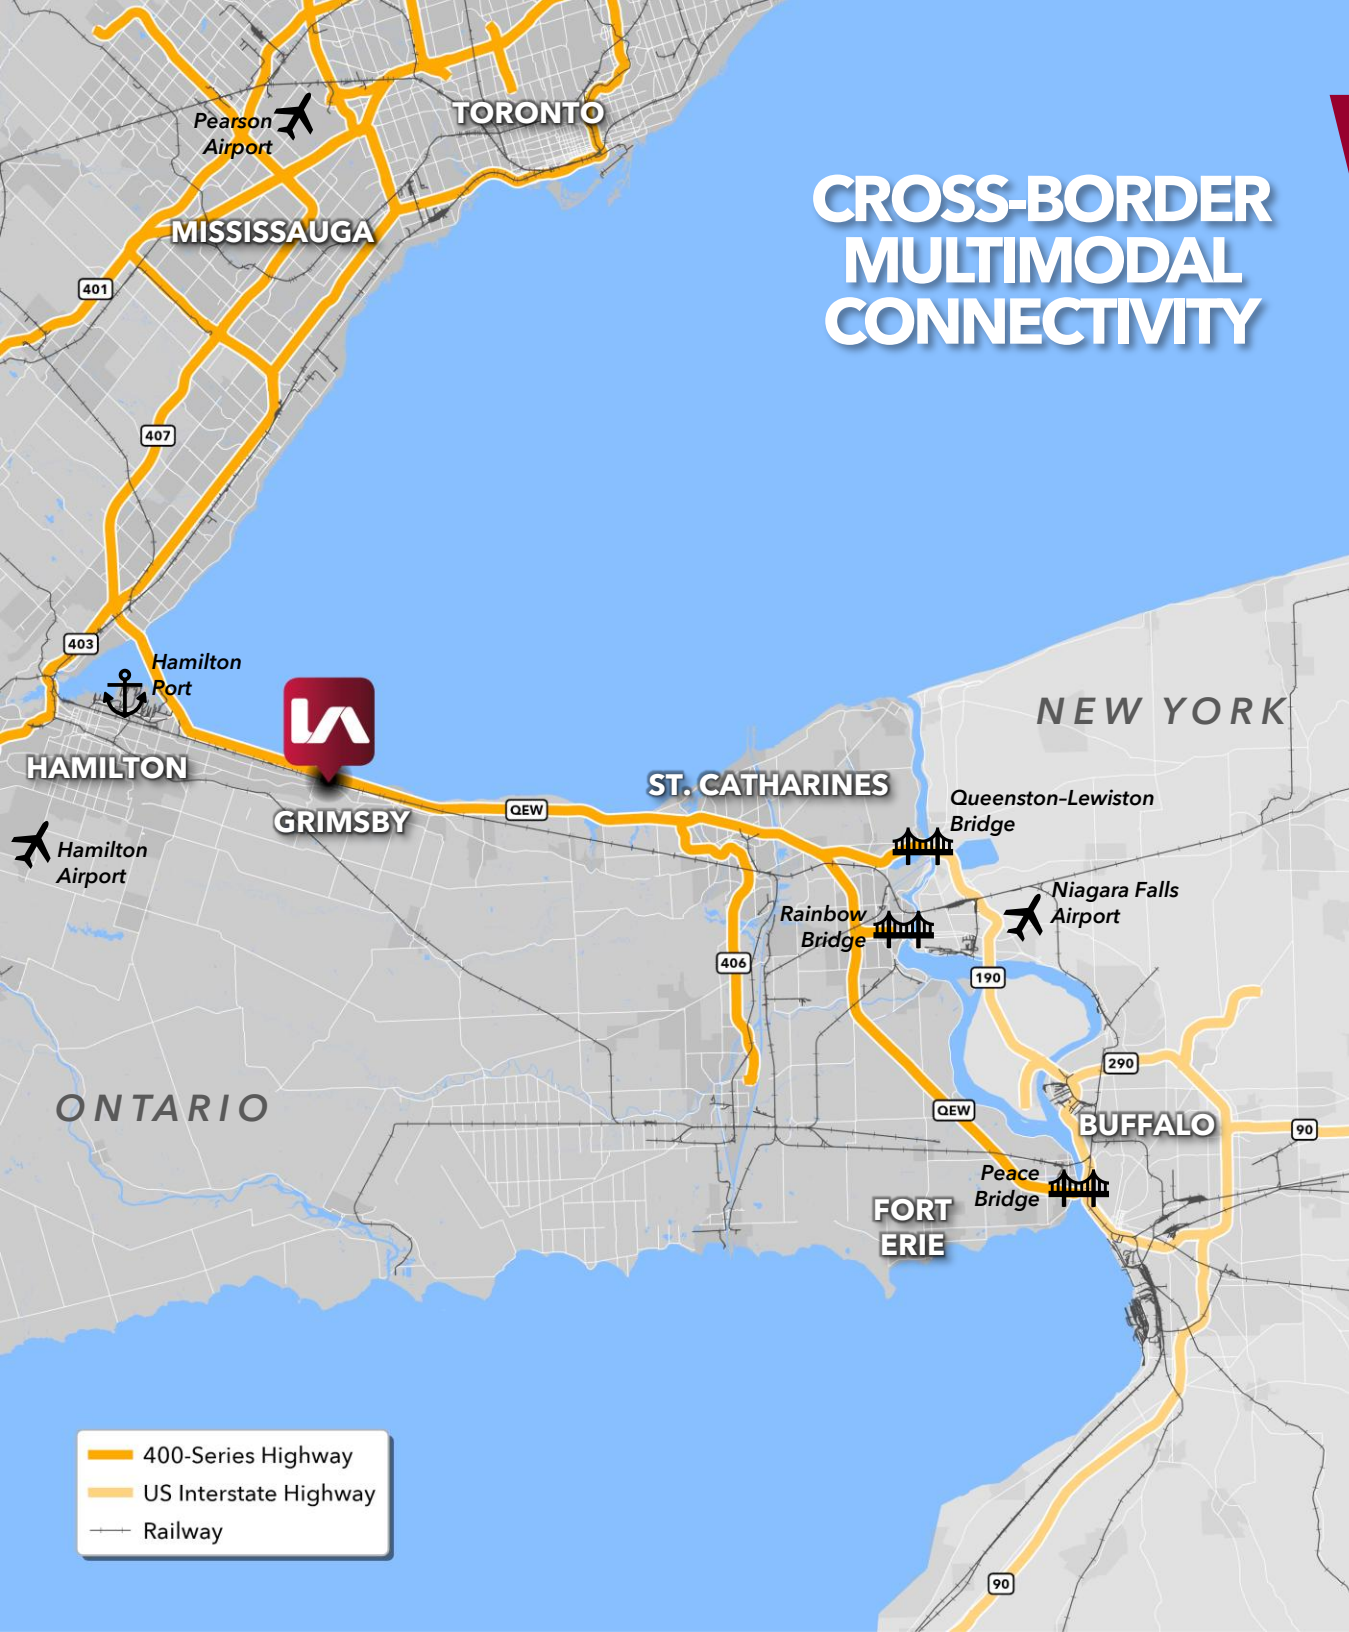 TORONTO
Pearson
Airport
CROSS-BORDER
MULTIMODAL
CONNECTIVITY
MISSISSAUGA
401
407
403
Hamilton
Port
NEW YORK
HAMILTON
GRIMSBY
QEW
ST. CATHARINES
Queenston–Lewiston
Bridge
Hamilton
Airport
Niagara Falls
Airport
Rainbow
Bridge
406
190
290
ONTARIO
QEW
BUFFALO
90
Peace
Bridge
FORT
ERIE
400-Series Highway
US Interstate Highway
Railway
90